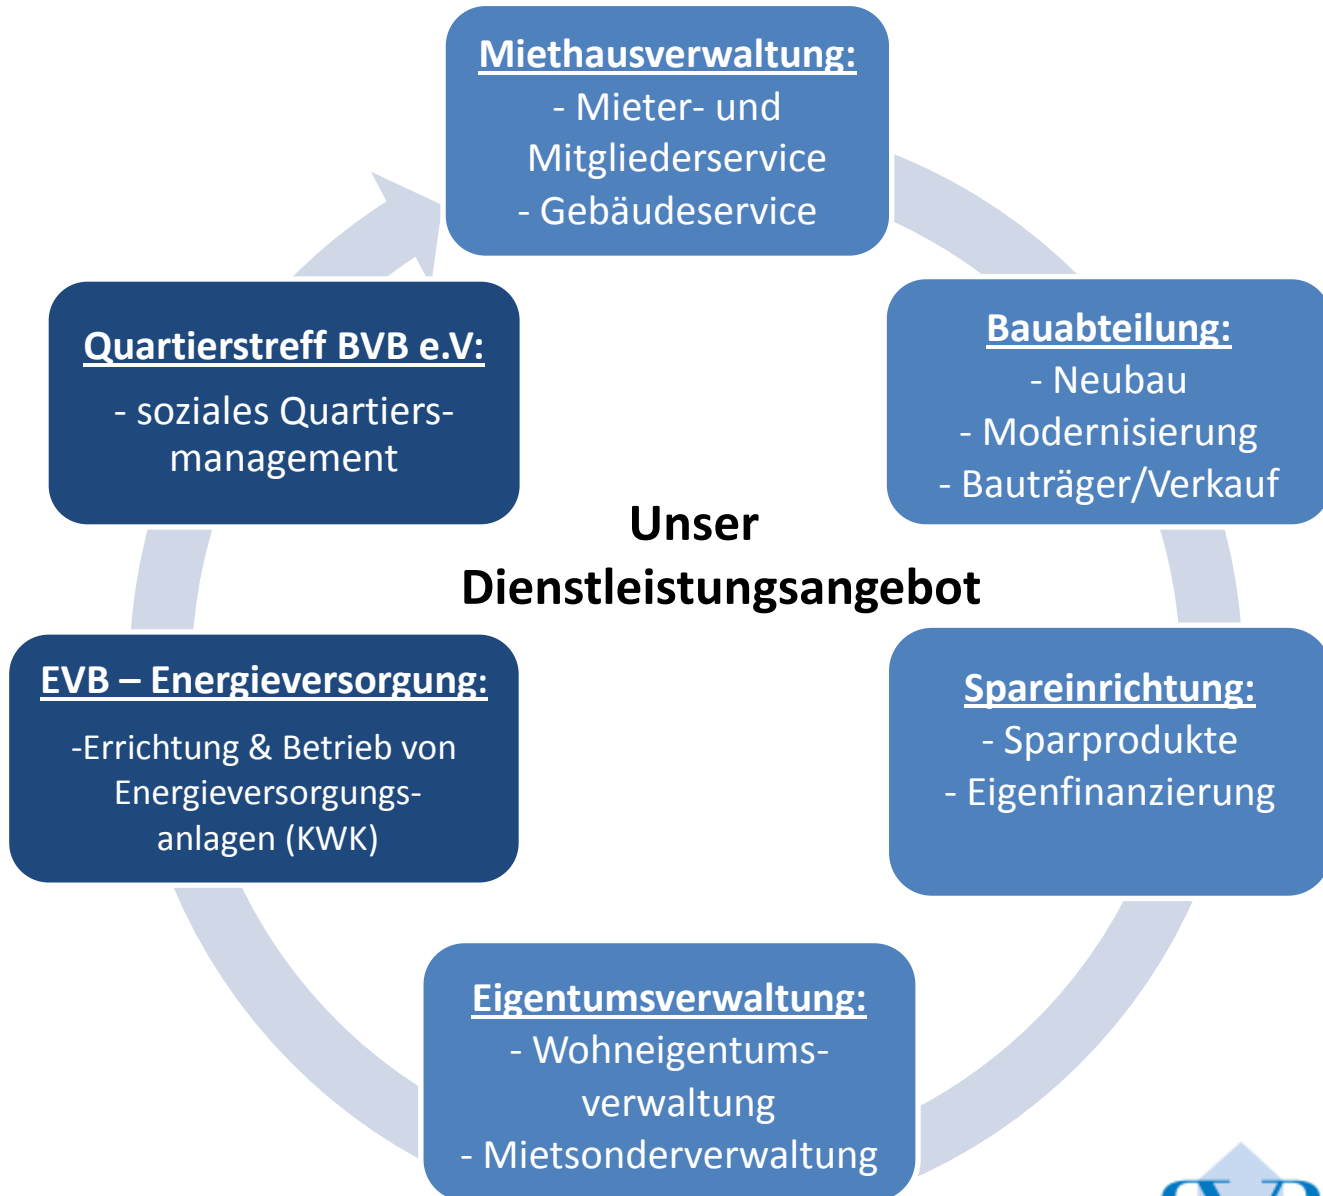 Miethausverwaltung:
- Mieter- und
Mitgliederservice
- Gebäudeservice
Bauabteilung:
- Neubau
- Modernisierung
- Bauträger/Verkauf
Spareinrichtung:
- Sparprodukte
- Eigenfinanzierung
Eigentumsverwaltung:
- Wohneigentums-
verwaltung
- Mietsonderverwaltung
EVB – Energieversorgung:
-Errichtung & Betrieb von
Energieversorgungs-
anlagen (KWK)
Quartierstreff BVB e.V:
- soziales Quartiers-
management
Unser
Dienstleistungsangebot